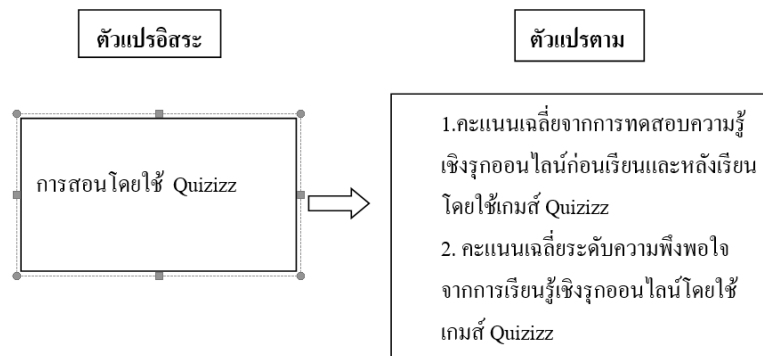 ตัวแปรอิสระ
ตัวแปรตาม
การสอนโดยใช้ Quizizz
1.คะแนนเฉลี่ยจากการทดสอบความรู้
เชิงรุกออนไลน์ก่อนเรียนและหลังเรียน
โดยใช้เกมส์ Quizizz
2. คะแนนเฉลี่ยระดับความพึงพอใจ
จากการเรียนรู้เชิงรุกออนไลน์โดยใช้
เกมส์ Quizizz